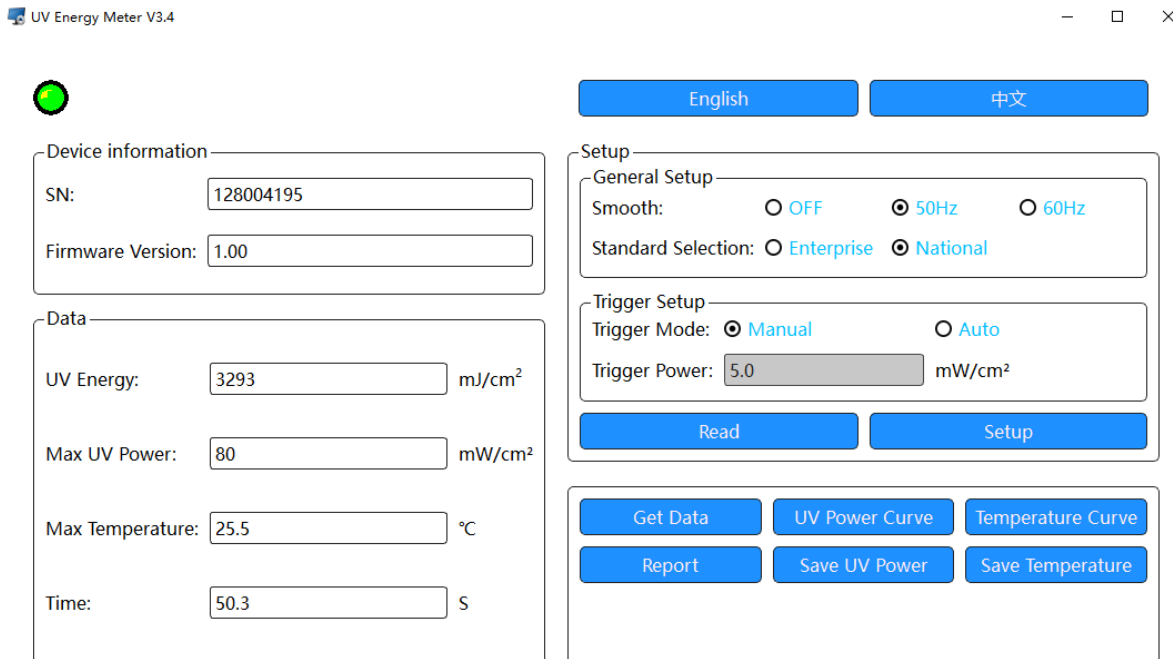 UV Energy Meter V3.4
English 中文
Device information
SN: 128004195
Firmware Version: 1.00
Data
UV Energy: 3293 mJ/cm²
Max UV Power: 80 mW/cm²
Max Temperature: 25.5 ℃
Time: 50.3 S
Setup
General Setup
Smooth: OFF 50Hz 60Hz
Standard Selection: Enterprise National
Trigger Setup
Trigger Mode: Manual Auto
Trigger Power: 5.0 mW/cm²
Read Setup
Get Data UV Power Curve Temperature Curve
Report Save UV Power Save Temperature